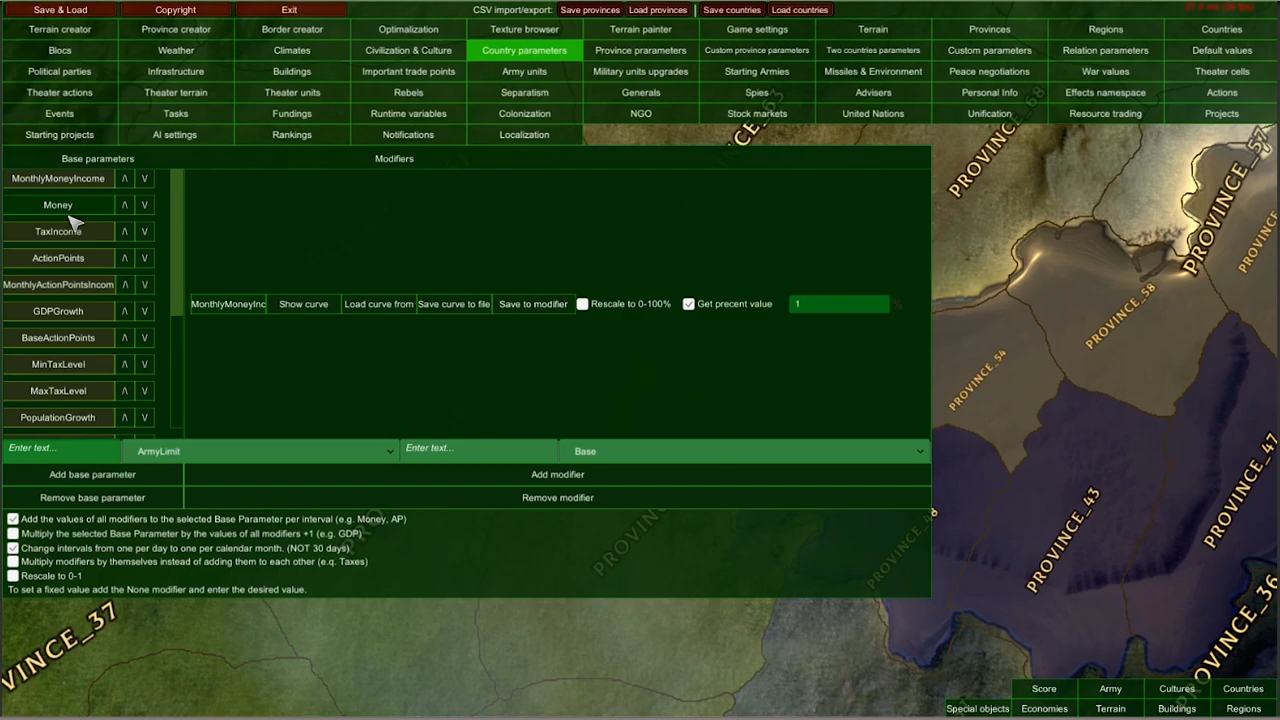 Save & Load Copyright Exit CSV import/export: Save provinces Load provinces | Save countries Load countries
Terrain creator Province creator Border creator Optimalization Texture browser Terrain painter Game settings Terrain Provinces Regions Countries
Blocs Weather Climates Civilization & Culture Country parameters Province parameters Custom province parameters Two countries parameters Custom parameters Relation parameters Default values
Political parties Infrastructure Buildings Important trade points Army units Military units upgrades Starting Armies Missiles & Environment Peace negotiations War values Theater cells
Theater actions Theater terrain Theater units Rebels Separatism Generals Spies Advisers Personal Info Effects namespace Actions
Events Tasks Fundings Runtime variables Colonization NGO Stock markets United Nations Unification Resource trading Projects
Starting projects AI settings Rankings Notifications Localization
Base parameters Modifiers
MonthlyMoneyIncome /\ V
Money /\ V
TaxIncome /\ V
ActionPoints /\ V
MonthlyActionPointsIncom /\ V
GDPGrowth /\ V
BaseActionPoints /\ V
MinTaxLevel /\ V
MaxTaxLevel /\ V
PopulationGrowth /\ V
MonthlyMoneyInc Show curve Load curve from Save curve to file Save to modifier Rescale to 0-100% Get precent value 1 %
Enter text... ArmyLimit Enter text... Base
Add base parameter Add modifier
Remove base parameter Remove modifier
Add the values of all modifiers to the selected Base Parameter per interval (e.g. Money, AP)
Multiply the selected Base Parameter by the values of all modifiers +1 (e.g. GDP)
Change intervals from one per day to one per calendar month. (NOT 30 days)
Multiply modifiers by themselves instead of adding them to each other (e.q. Taxes)
Rescale to 0-1
To set a fixed value add the None modifier and enter the desired value.
PROVINCE_63
PROVINCE_68
PROVINCE_57
PROVINCE_58
PROVINCE_54
PROVINCE_43
PROVINCE_47
PROVINCE_36
VINCE_37
Score Army Cultures Countries
Special objects Economies Terrain Buildings Regions